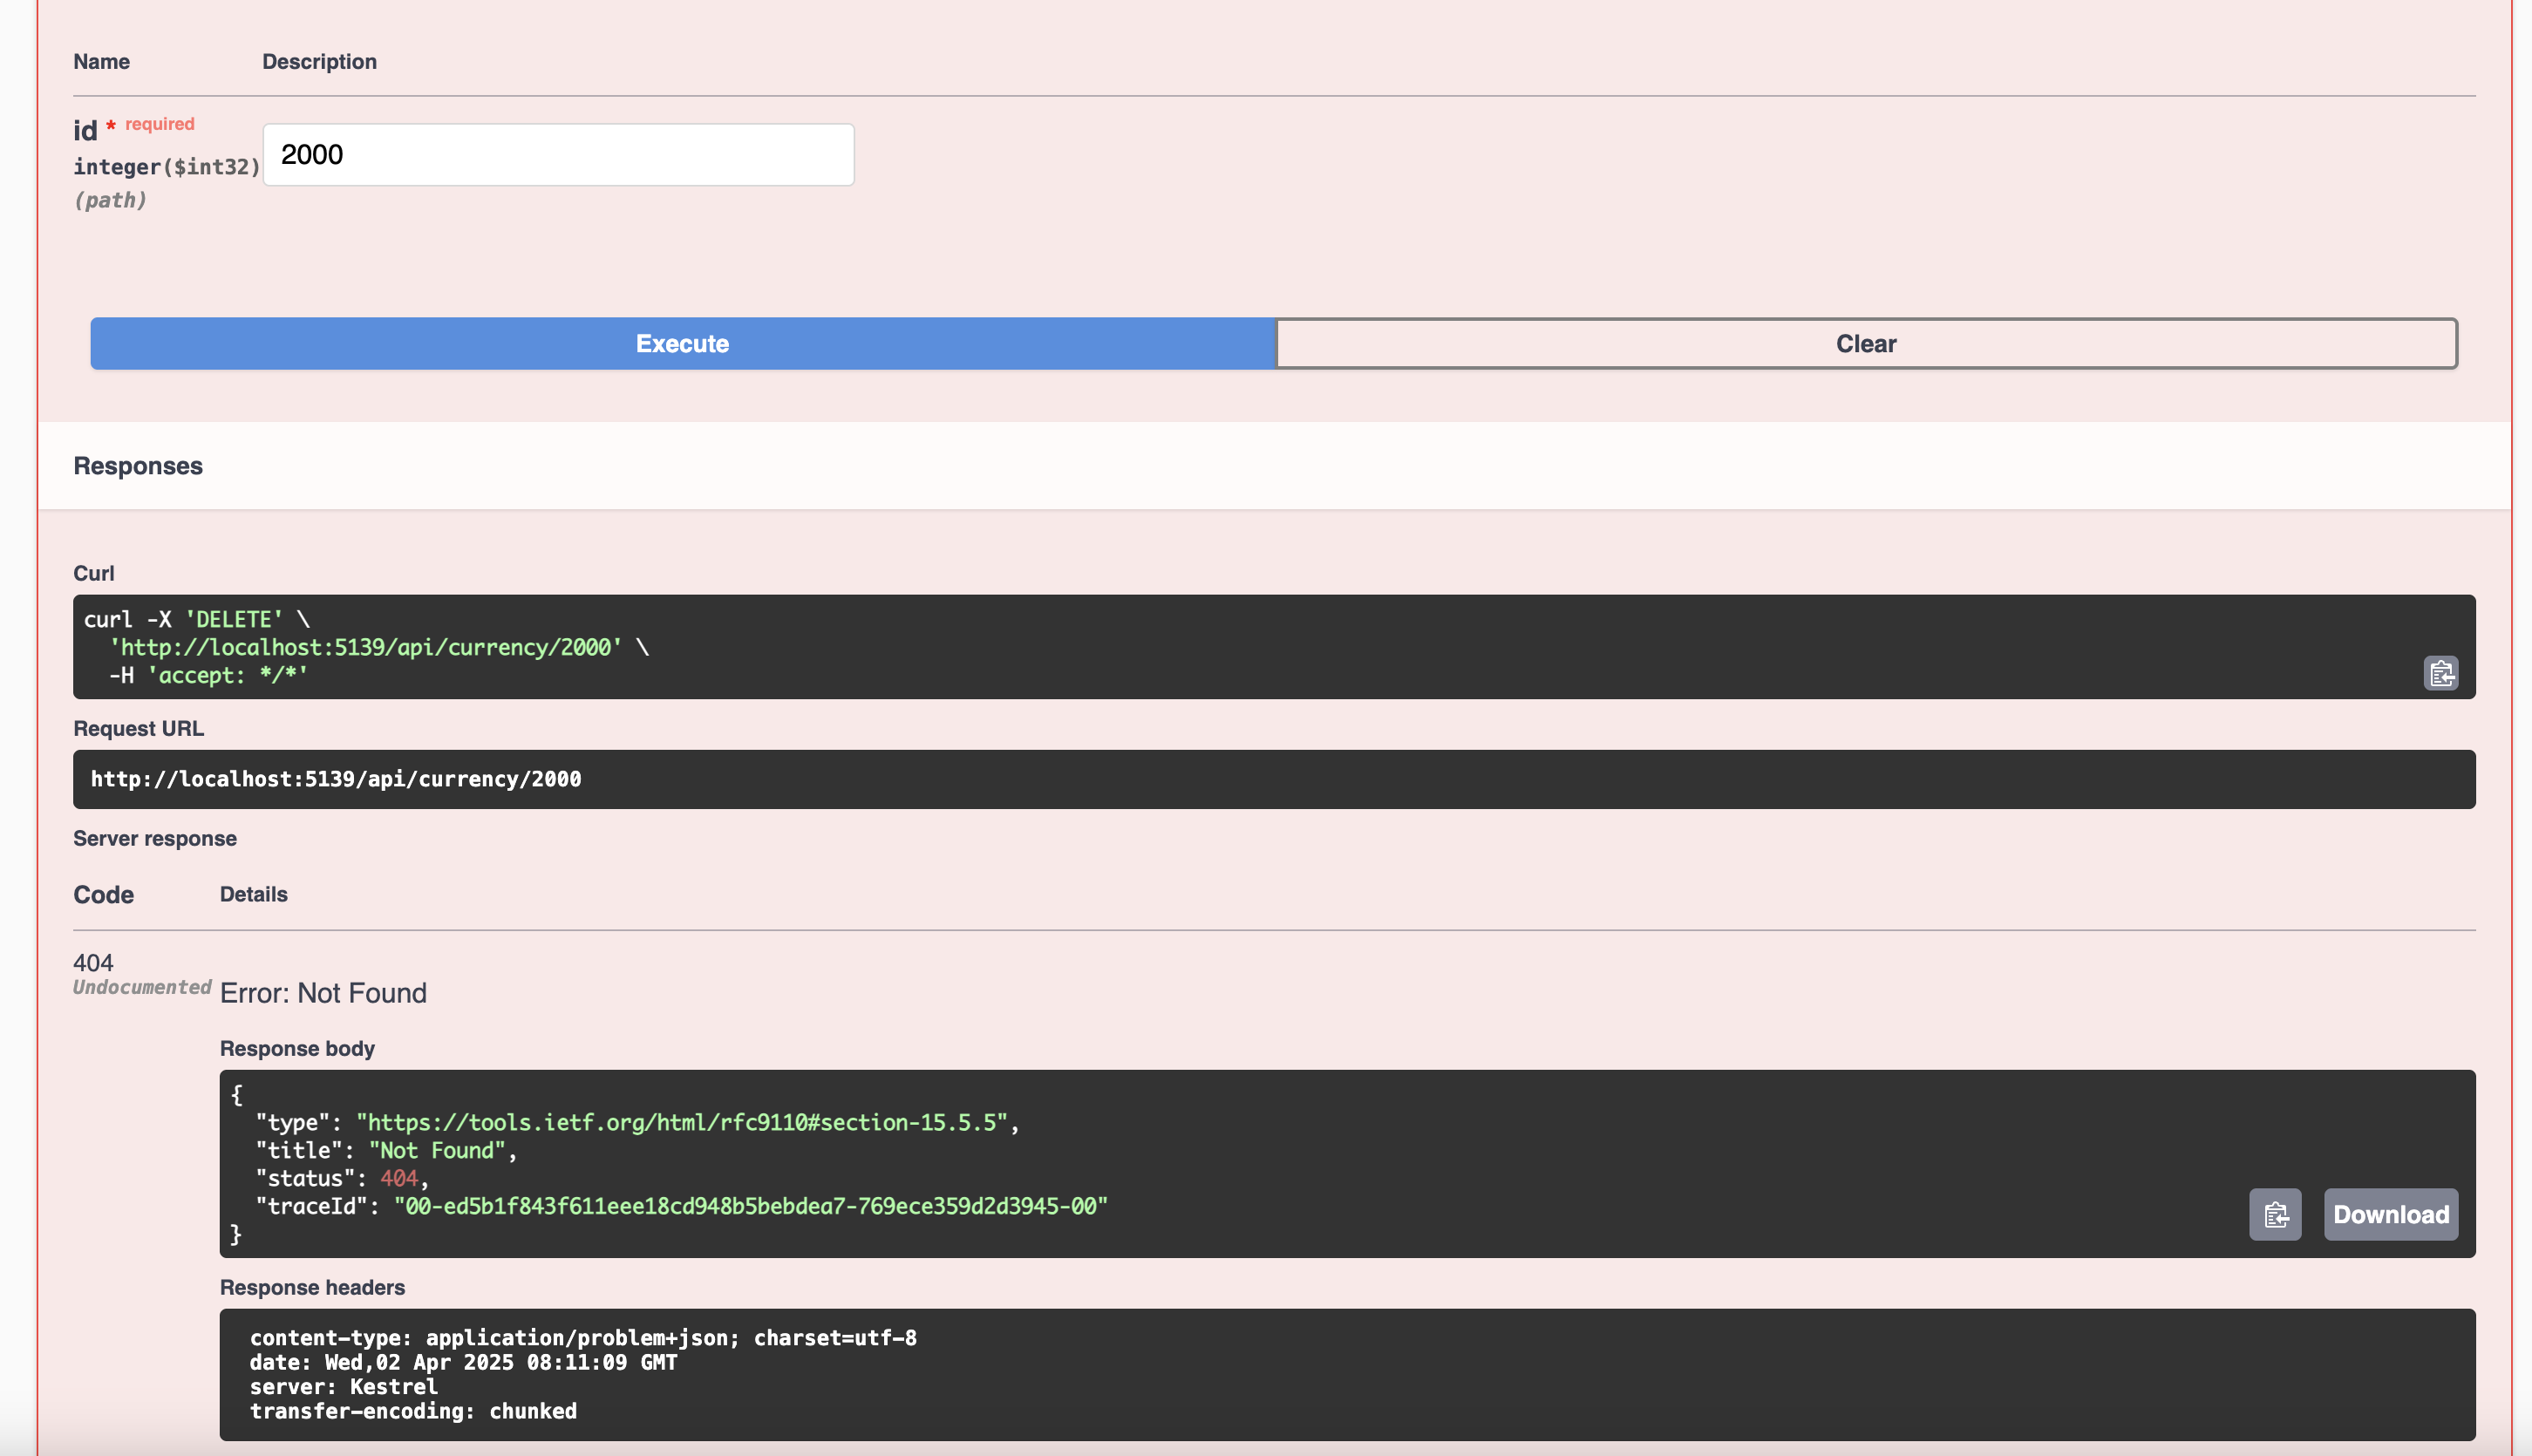 Name Description
id * required
integer($int32)
(path)
2000
Execute Clear
Responses
Curl
curl -X 'DELETE' \
  'http://localhost:5139/api/currency/2000' \
  -H 'accept: */*'
Request URL
http://localhost:5139/api/currency/2000
Server response
Code Details
404
Undocumented
Error: Not Found
Response body
{
  "type": "https://tools.ietf.org/html/rfc9110#section-15.5.5",
  "title": "Not Found",
  "status": 404,
  "traceId": "00-ed5b1f843f611eee18cd948b5bebdea7-769ece359d2d3945-00"
}
Download
Response headers
content-type: application/problem+json; charset=utf-8
date: Wed,02 Apr 2025 08:11:09 GMT
server: Kestrel
transfer-encoding: chunked